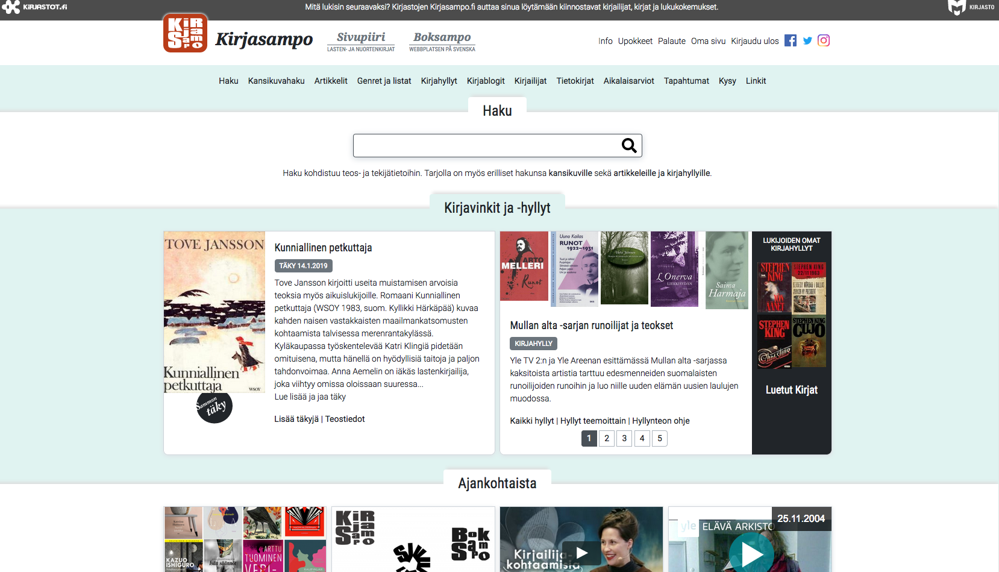 KiRJASTOT.fi
Mitä lukisin seuraavaksi? Kirjastojen Kirjasampo.fi auttaa sinua löytämään kiinnostavat kirjailijat, kirjat ja lukukokemukset.
KIRJASTO
KiRJaSamPo
Kirjasampo
Sivupiiri
LASTEN- JA NUORTENKIRJAT
Boksampo
WEBBPLATSEN PÅ SVENSKA
Info Upokkeet Palaute Oma sivu Kirjaudu ulos
Haku Kansikuvahaku Artikkelit Genret ja listat Kirjahyllyt Kirjablogit Kirjailijat Tietokirjat Aikalaisarviot Tapahtumat Kysy Linkit
Haku
Haku kohdistuu teos- ja tekijätietoihin. Tarjolla on myös erilliset hakunsa kansikuville sekä artikkeleille ja kirjahyllyille.
Kirjavinkit ja -hyllyt
TOVE JANSSON
Kunniallinen
petkuttaja
WSOY
Sammon
täky
Kunniallinen petkuttaja
TÄKY 14.1.2019
Tove Jansson kirjoitti useita muistamisen arvoisia
teoksia myös aikuislukijoille. Romaani Kunniallinen
petkuttaja (WSOY 1983, suom. Kyllikki Härkäpää) kuvaa
kahden naisen vastakkaisten maailmankatsomusten
kohtaamista talvisessa merenrantakylässä.
Kyläkaupassa työskentelevää Katri Klingiä pidetään
omituisena, mutta hänellä on hyödyllisiä taitoja ja paljon
tahdonvoimaa. Anna Aemelin on iäkäs lastenkirjailija,
joka viihtyy omissa oloissaan suuressa...
Lue lisää ja jaa täky
Lisää täkyjä | Teostiedot
ARTO
MELLERI
Runot
Uuno Kailas
RUNOT
1922–1931
L Onerva
LIEKKISYDÄN
Saima
Harmaja
Mullan alta -sarjan runoilijat ja teokset
KIRJAHYLLY
Yle TV 2:n ja Yle Areenan esittämässä Mullan alta -sarjassa
kaksitoista artistia tarttuu edesmenneiden suomalaisten
runoilijoiden runoihin ja luo niille uuden elämän uusien laulujen
muodossa.
Kaikki hyllyt | Hyllyt teemoittain | Hyllynteon ohje
1 2 3 4 5
LUKIJOIDEN OMAT
KIRJAHYLLYT
STEPHEN
KING
STEPHEN KING
22/11 1963
KENNEDY MÖRDAD I DALLAS
STEPHEN
KING
Christine
STEPHEN KING
CUJO
Luetut Kirjat
Ajankohtaista
KAZUO
ISHIGURO
Isän säännöt
ARTTU
TUOMINEN
VERI-
KiRJaSamPo
BokSamPo
Kirjailija-
kohtaamisia
yle ELÄVÄ ARKISTO
25.11.2004